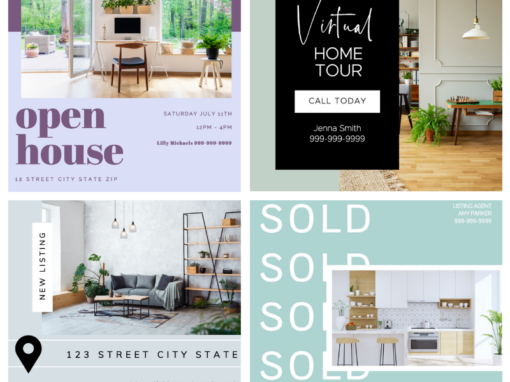 open
house
SATURDAY JULY 11TH
12PM - 4PM
Lilly Michaels 999-999-9999
12 STREET CITY STATE ZIP
Virtual
HOME
TOUR
CALL TODAY
Jenna Smith
999-999-9999
NEW LISTING
123 STREET CITY STATE
SOLD
LISTING AGENT
AMY PARKER
999-999-9999
SOLD
SOLD
SOLD